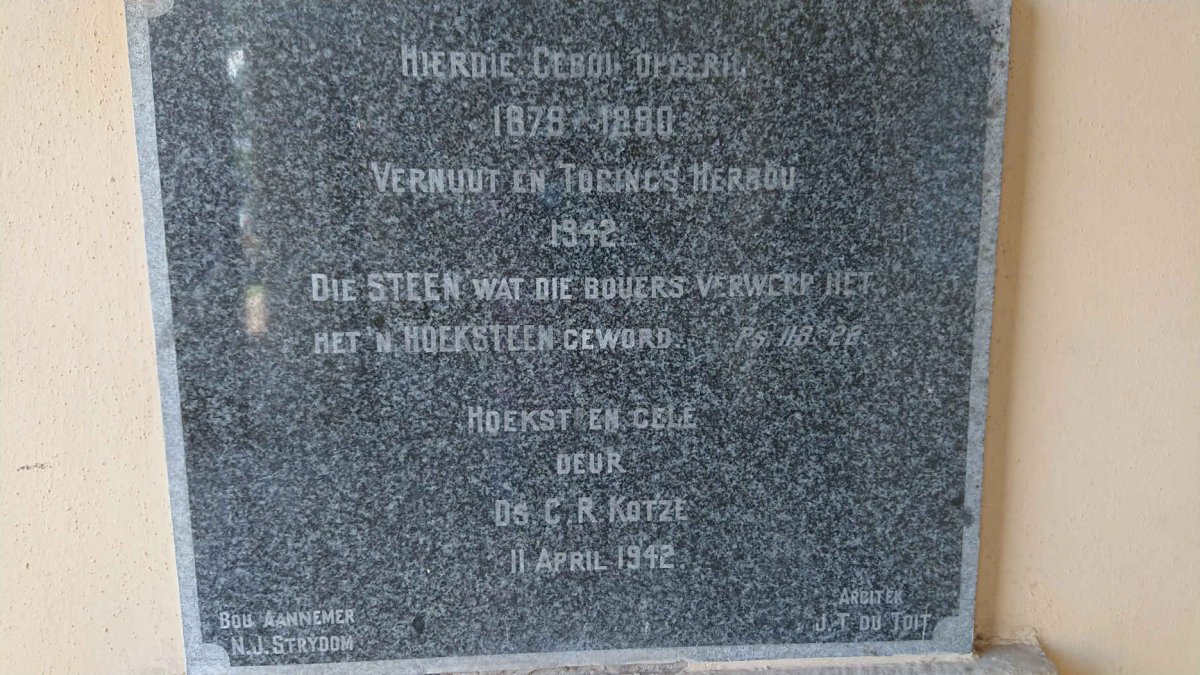 HIERDIE GEBOU OPGERIG
1879 - 1880
VERNUUT EN TORINGS HERBOU
1942
DIE STEEN WAT DIE BOUERS VERWERP HET
HET 'N HOEKSTEEN GEWORD. Ps. 118:22
HOEKSTEEN GELÊ
DEUR
DS C.R. KOTZE
11 APRIL 1942.
BOU AANNEMER
N.J. STRYDOM
ARGITEK
J.T. DU TOIT